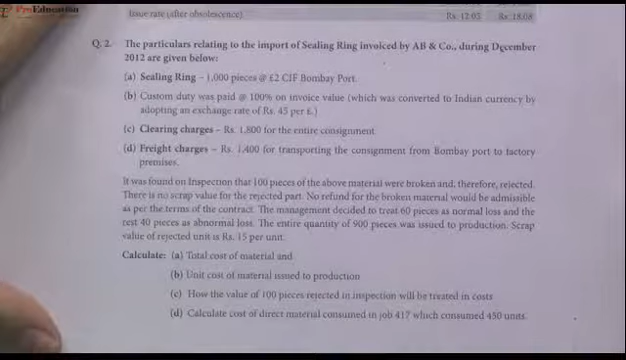 ProEducation
Issue rate (after obsolescence) Rs. 12.03 Rs. 18.08
Q. 2. The particulars relating to the import of Sealing Ring invoiced by AB & Co., during December
2012 are given below:
(a) Sealing Ring – 1,000 pieces @ £2 CIF Bombay Port.
(b) Custom duty was paid @ 100% on invoice value (which was converted to Indian currency by
adopting an exchange rate of Rs. 45 per £.)
(c) Clearing charges – Rs. 1,800 for the entire consignment
(d) Freight charges – Rs. 1,400 for transporting the consignment from Bombay port to factory
premises.
It was found on Inspection that 100 pieces of the above material were broken and, therefore, rejected.
There is no scrap value for the rejected part. No refund for the broken material would be admissible
as per the terms of the contract. The management decided to treat 60 pieces as normal loss and the
rest 40 pieces as abnormal loss. The entire quantity of 900 pieces was issued to production. Scrap
value of rejected unit is Rs. 15 per unit.
Calculate: (a) Total cost of material and
(b) Unit cost of material issued to production
(c) How the value of 100 pieces rejected in inspection will be treated in costs
(d) Calculate cost of direct material consumed in job 417 which consumed 450 units.